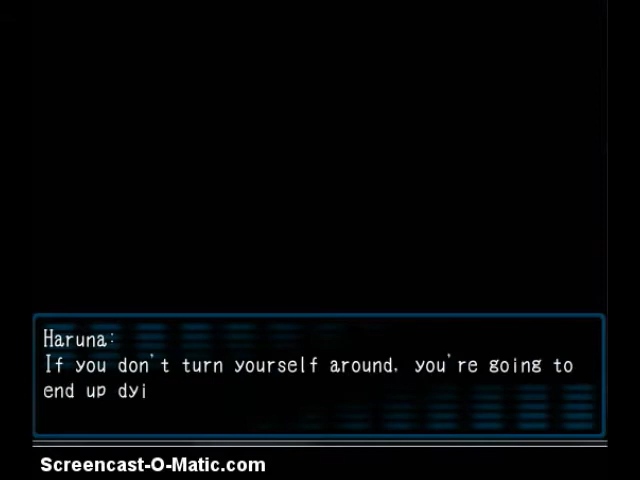 Haruna:
If you don't turn yourself around, you're going to
end up dyi
Screencast-O-Matic.com